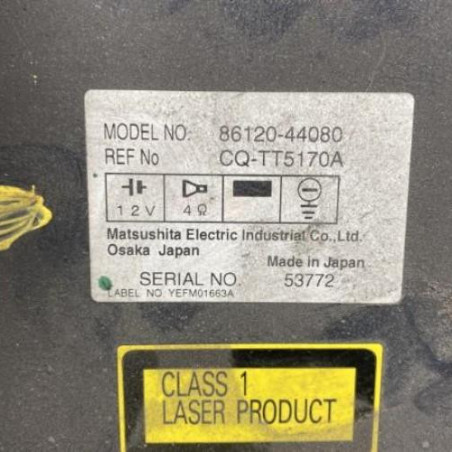 MODEL NO: 86120-44080
REF No CQ-TT5170A
12V 4Ω
Matsushita Electric Industrial Co.,Ltd.
Osaka Japan
Made in Japan
SERIAL NO. 53772
LABEL NO. YEFM01663A
CLASS 1
LASER PRODUCT